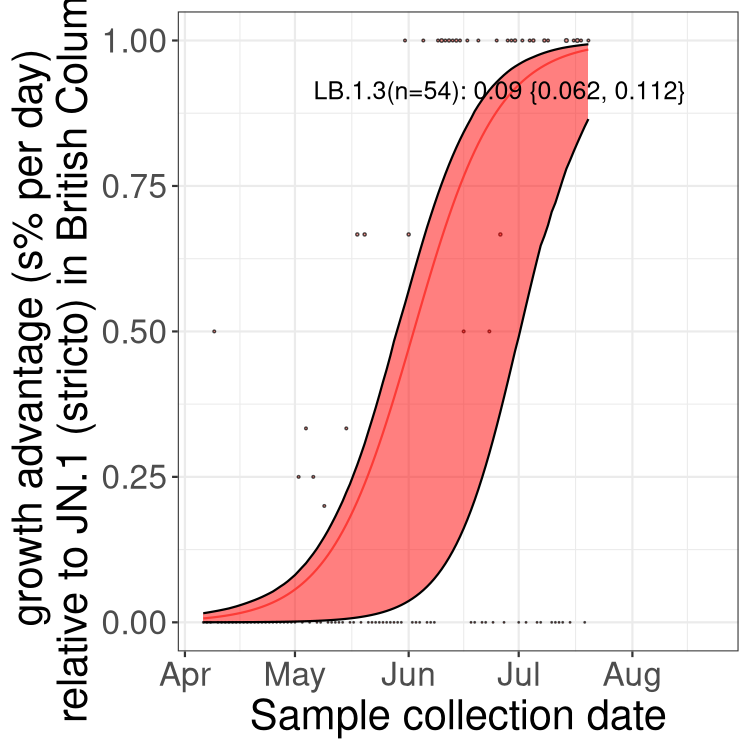 growth advantage (s% per day)
relative to JN.1 (stricto) in British Colum
1.00
0.75
0.50
0.25
0.00
LB.1.3(n=54): 0.09 {0.062, 0.112}
Apr May Jun Jul Aug
Sample collection date